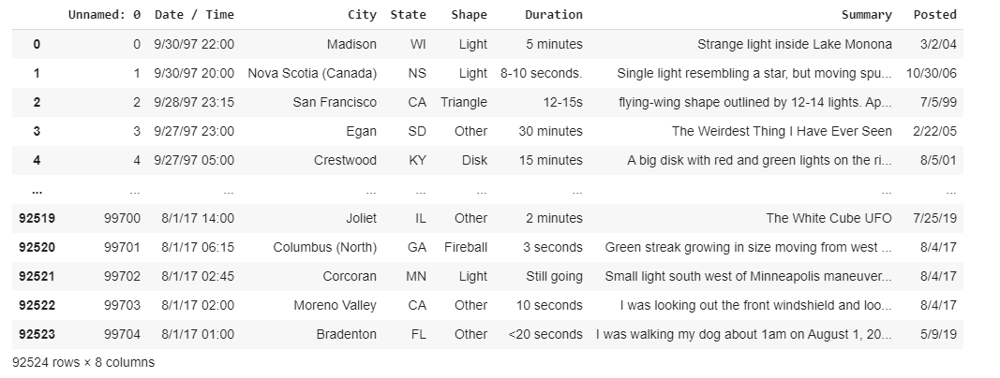 Unnamed: 0 Date / Time City State Shape Duration Summary Posted
0 0 9/30/97 22:00 Madison WI Light 5 minutes Strange light inside Lake Monona 3/2/04
1 1 9/30/97 20:00 Nova Scotia (Canada) NS Light 8-10 seconds. Single light resembling a star, but moving spu... 10/30/06
2 2 9/28/97 23:15 San Francisco CA Triangle 12-15s flying-wing shape outlined by 12-14 lights. Ap... 7/5/99
3 3 9/27/97 23:00 Egan SD Other 30 minutes The Weirdest Thing I Have Ever Seen 2/22/05
4 4 9/27/97 05:00 Crestwood KY Disk 15 minutes A big disk with red and green lights on the ri... 8/5/01
... ... ... ... ... ... ... ... ...
92519 99700 8/1/17 14:00 Joliet IL Other 2 minutes The White Cube UFO 7/25/19
92520 99701 8/1/17 06:15 Columbus (North) GA Fireball 3 seconds Green streak growing in size moving from west ... 8/4/17
92521 99702 8/1/17 02:45 Corcoran MN Light Still going Small light south west of Minneapolis maneuver... 8/4/17
92522 99703 8/1/17 02:00 Moreno Valley CA Other 10 seconds I was looking out the front windshield and loo... 8/4/17
92523 99704 8/1/17 01:00 Bradenton FL Other <20 seconds I was walking my dog about 1am on August 1, 20... 5/9/19
92524 rows × 8 columns